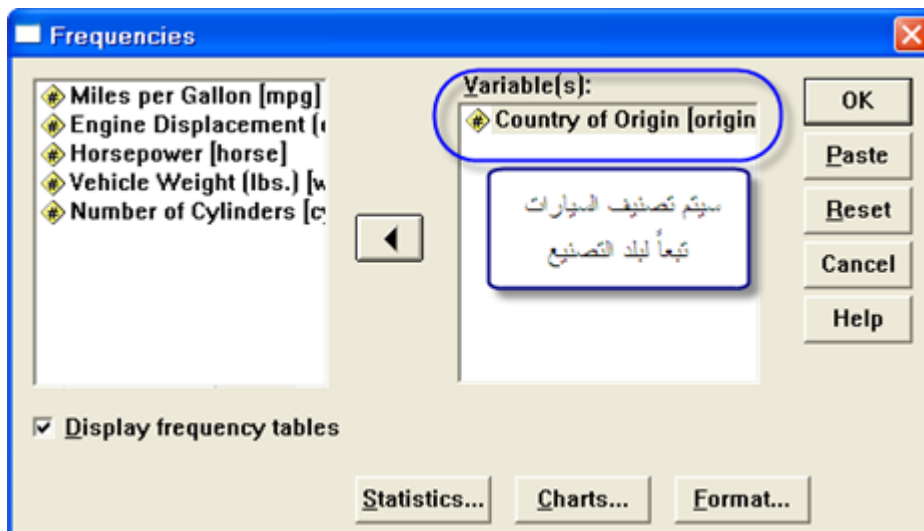 Frequencies
Miles per Gallon [mpg]
Engine Displacement (
Horsepower [horse]
Vehicle Weight (lbs.) [w
Number of Cylinders [cy
Variable(s):
Country of Origin [origin
سيتم تصنيف السيارات
تبعاً لبلد التصنيع
OK
Paste
Reset
Cancel
Help
Display frequency tables
Statistics...
Charts...
Format...